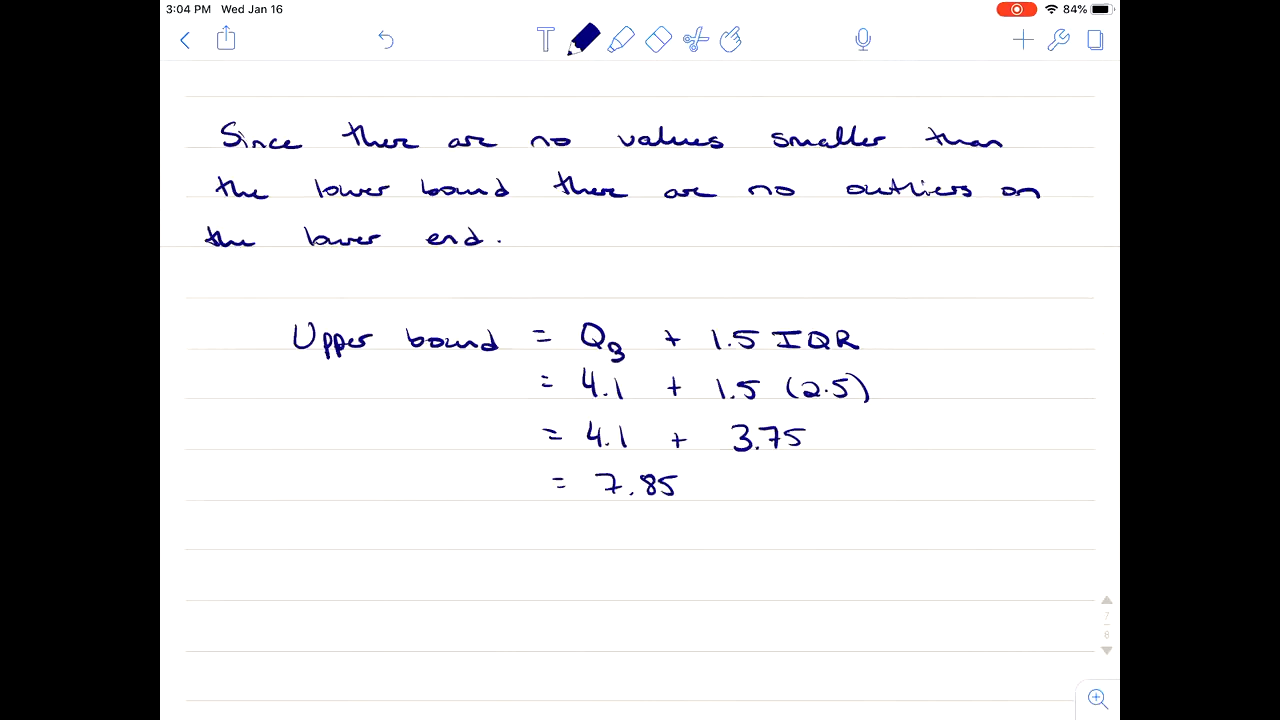 3:04 PM Wed Jan 16 84%
T
Since there are no values smaller than
the lower bound there are no outliers on
the lower end.
Upper bound = Q3 + 1.5 IQR
= 4.1 + 1.5 (2.5)
= 4.1 + 3.75
= 7.85
7
8